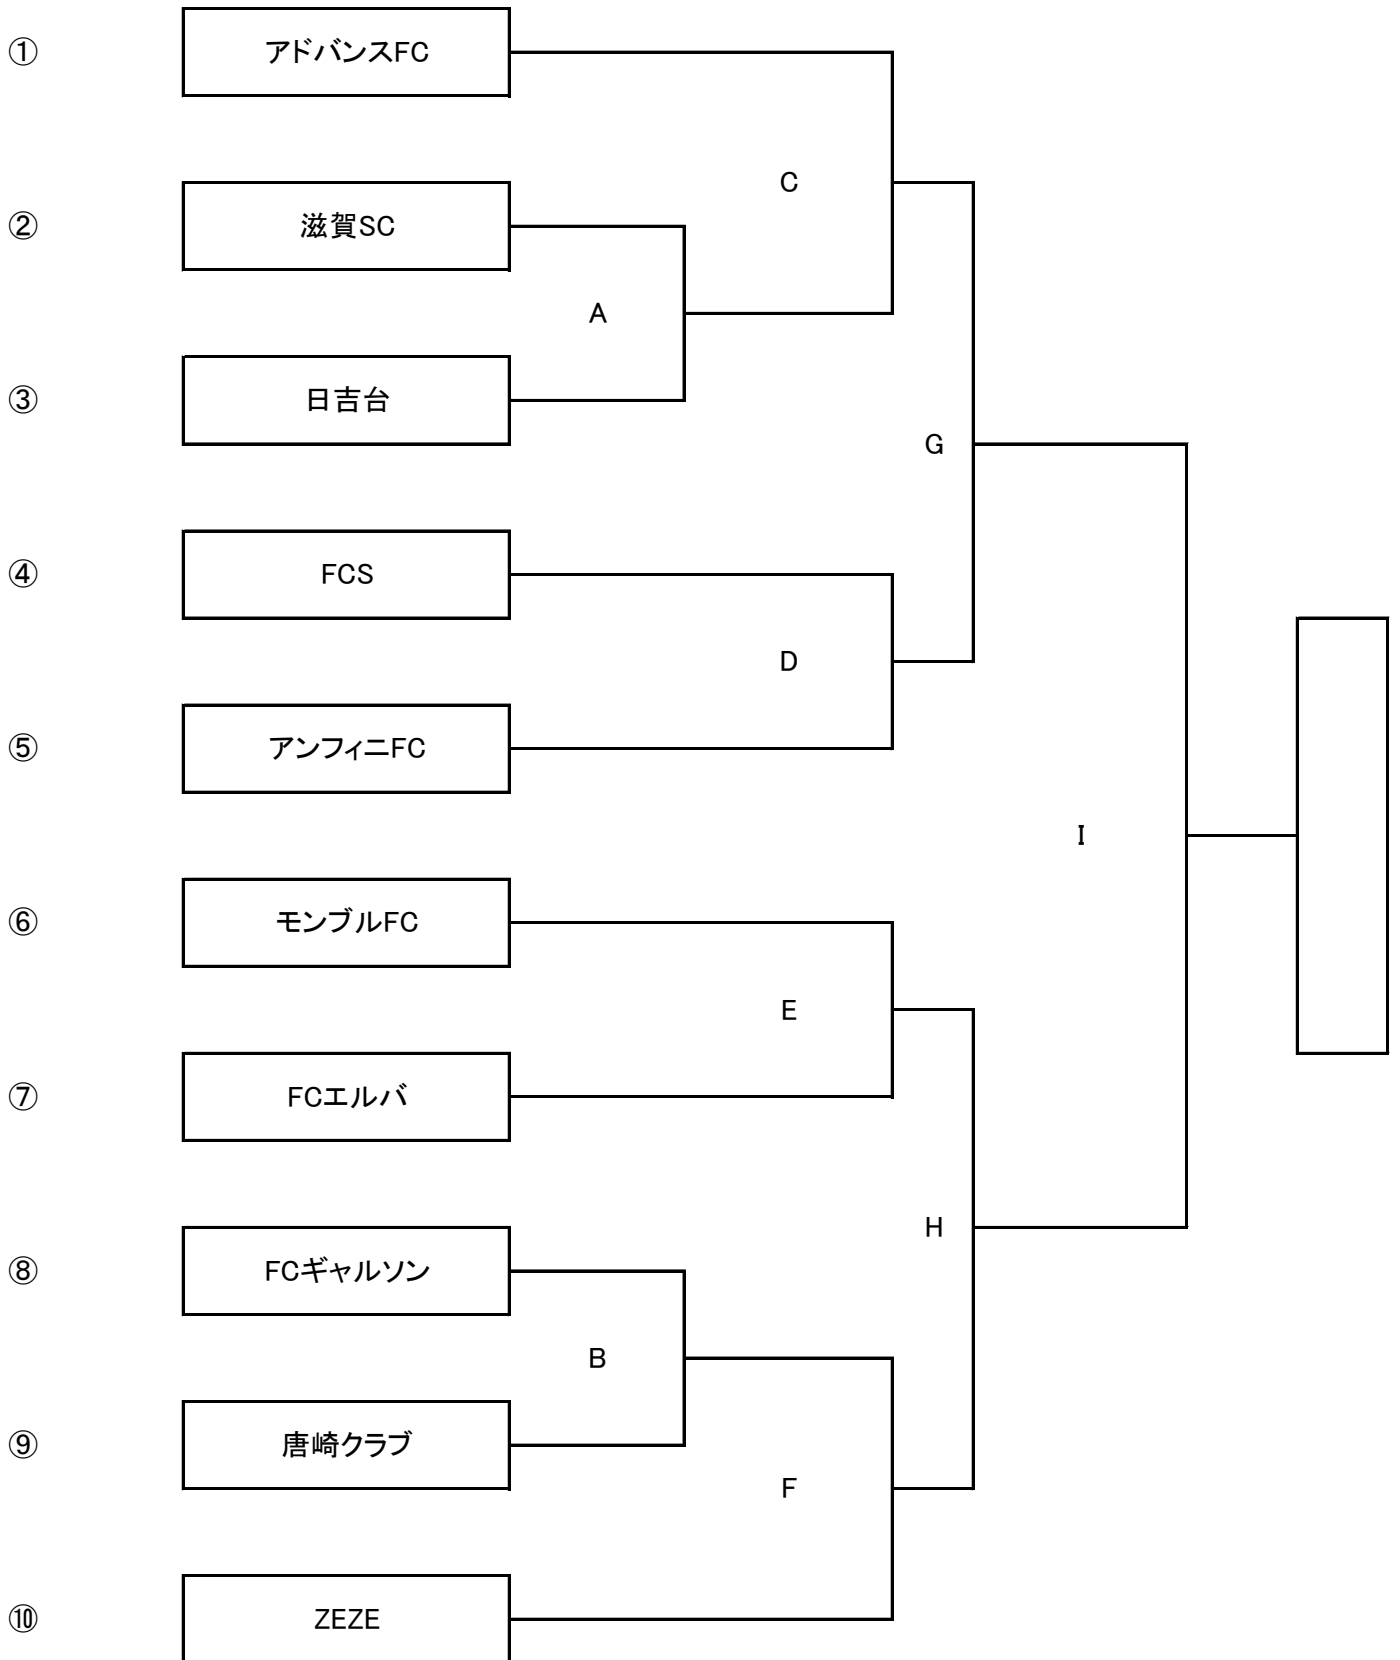 ① アドバンスFC
C
② 滋賀SC
A
③ 日吉台
G
④ FCS
D
⑤ アンフィニFC
I
⑥ モンブルFC
E
⑦ FCエルバ
H
⑧ FCギャルソン
B
⑨ 唐崎クラブ
F
⑩ ZEZE